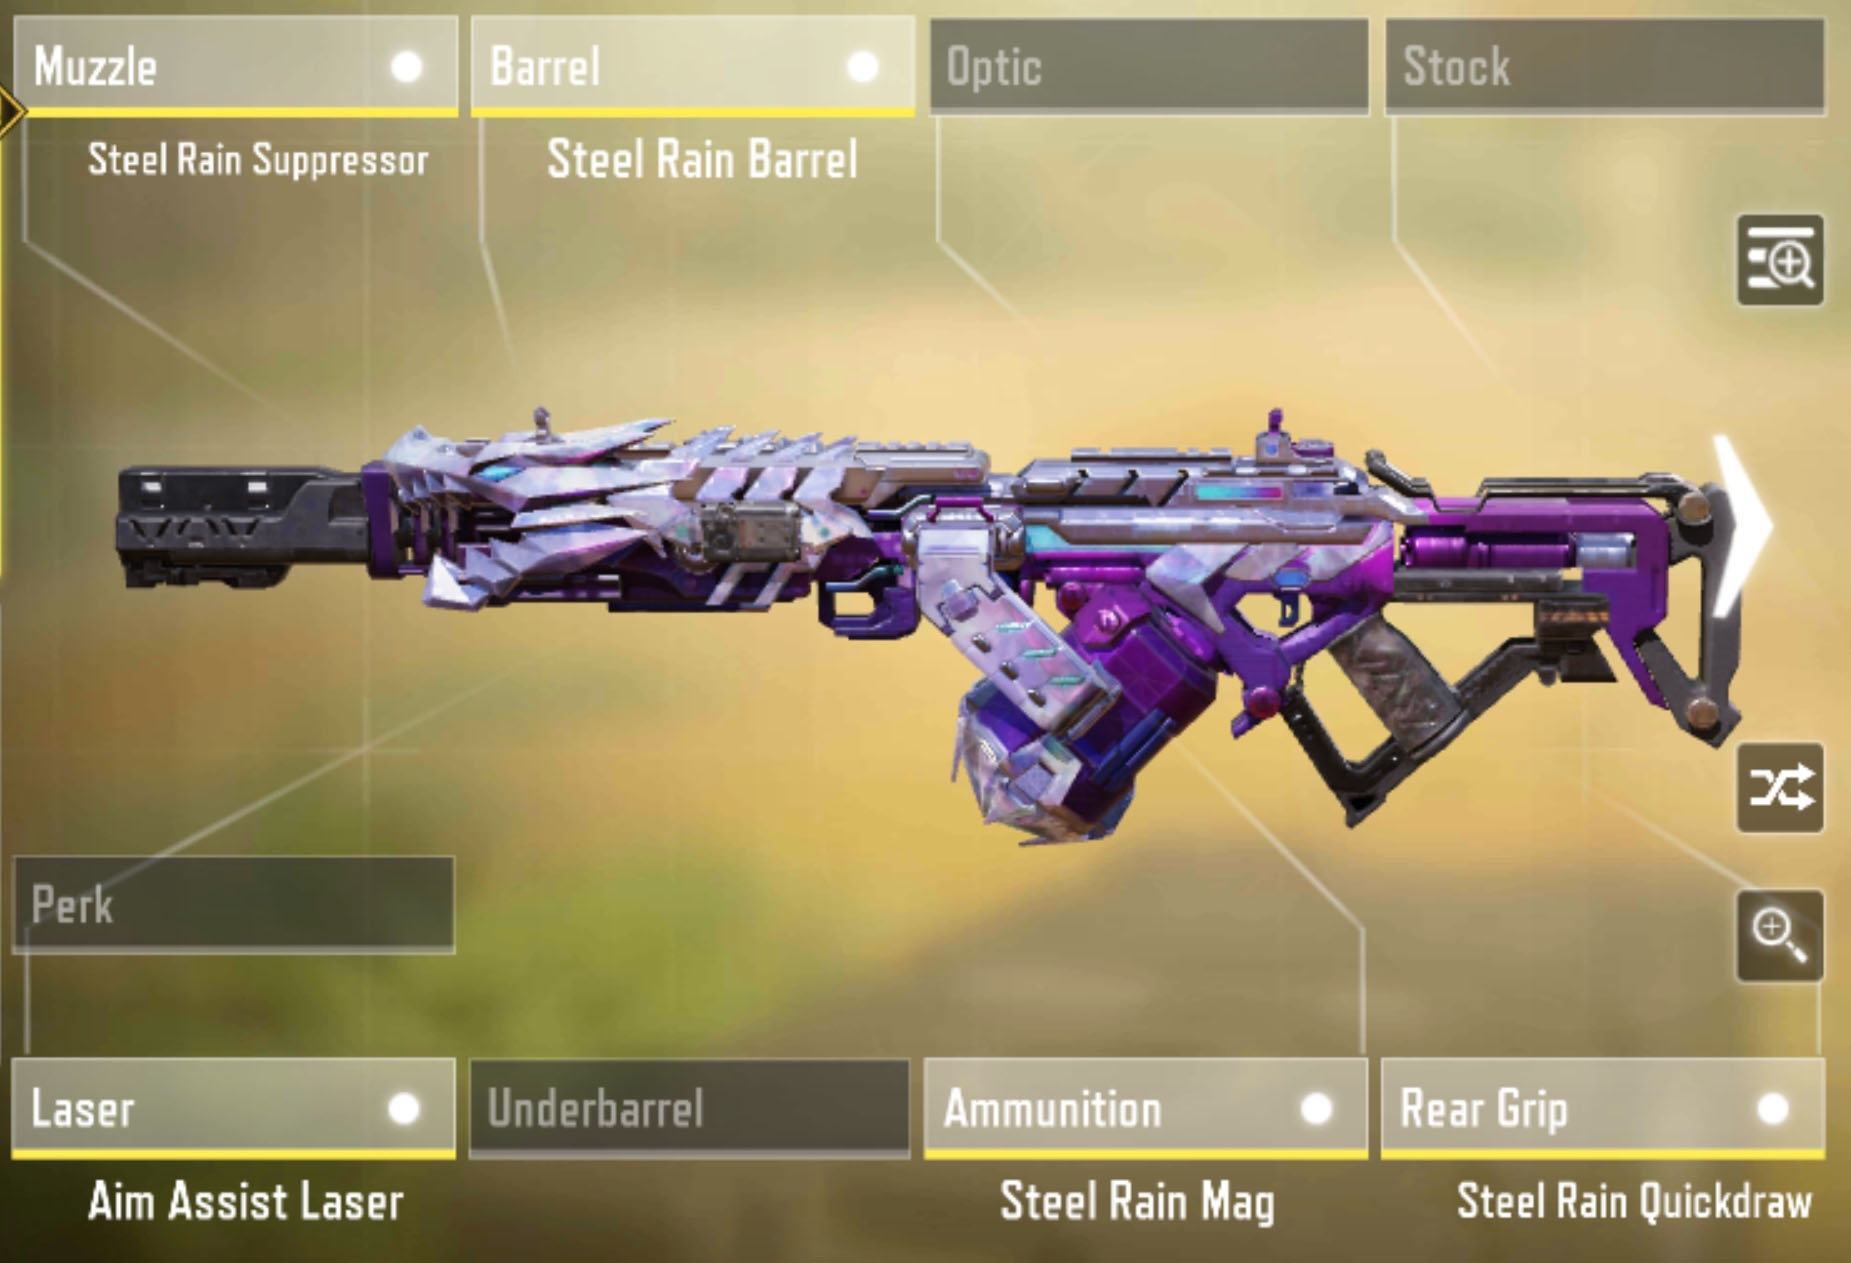 Muzzle
Barrel
Optic
Stock
Steel Rain Suppressor
Steel Rain Barrel
Perk
Laser
Underbarrel
Ammunition
Rear Grip
Aim Assist Laser
Steel Rain Mag
Steel Rain Quickdraw